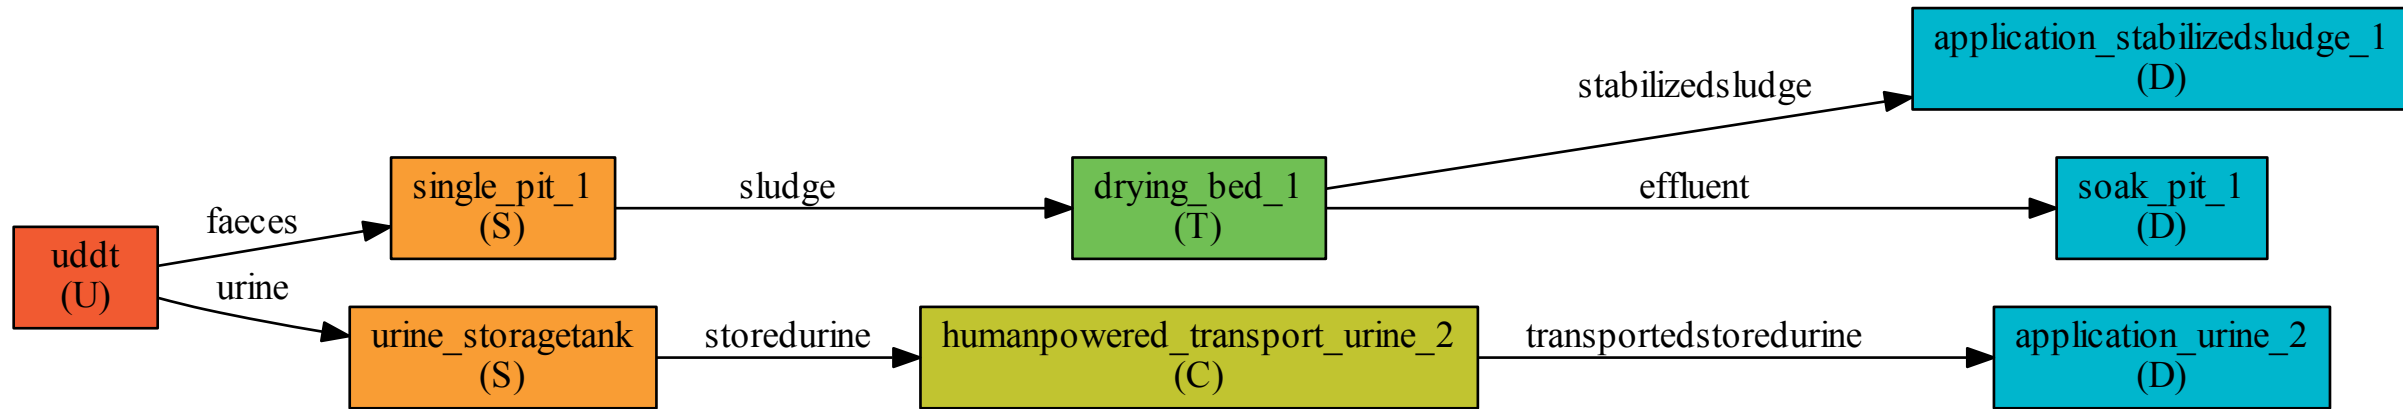 uddt
(U)
faeces
urine
single_pit_1
(S)
urine_storagetank
(S)
sludge
storedurine
drying_bed_1
(T)
humanpowered_transport_urine_2
(C)
stabilizedsludge
effluent
transportedstoredurine
application_stabilizedsludge_1
(D)
soak_pit_1
(D)
application_urine_2
(D)